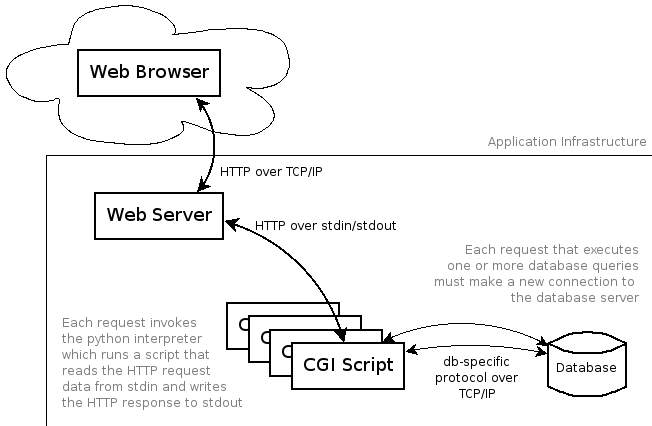 Web Browser
Application Infrastructure
HTTP over TCP/IP
Web Server
HTTP over stdin/stdout
Each request that executes
one or more database queries
must make a new connection to
the database server
Each request invokes
the python interpreter
which runs a script that
reads the HTTP request
data from stdin and writes
the HTTP response to stdout
CGI Script
db-specific
protocol over
TCP/IP
Database